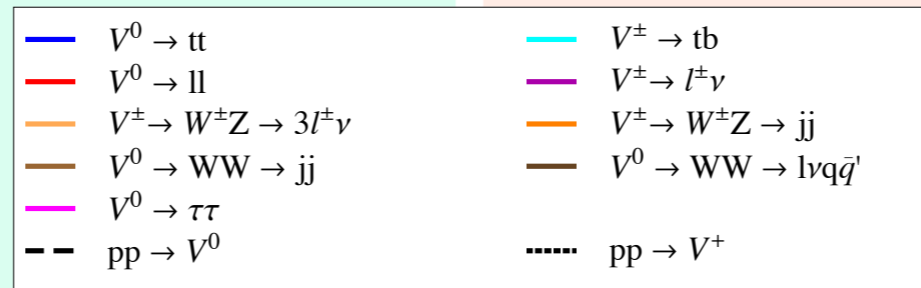 V⁰ → tt
V⁰ → ll
V± → W±Z → 3l±ν
V⁰ → WW → jj
V⁰ → ττ
pp → V⁰
V± → tb
V± → l±ν
V± → W±Z → jj
V⁰ → WW → lνqq̄'
pp → V⁺